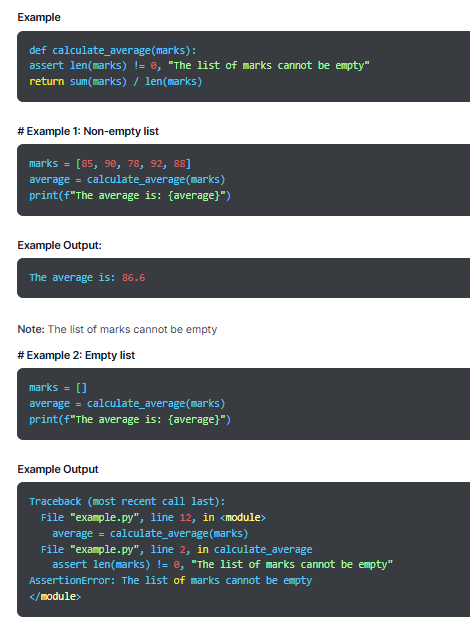 Example
def calculate_average(marks):
assert len(marks) != 0, "The list of marks cannot be empty"
return sum(marks) / len(marks)
# Example 1: Non-empty list
marks = [85, 90, 78, 92, 88]
average = calculate_average(marks)
print(f"The average is: {average}")
Example Output:
The average is: 86.6
Note: The list of marks cannot be empty
# Example 2: Empty list
marks = []
average = calculate_average(marks)
print(f"The average is: {average}")
Example Output
Traceback (most recent call last):
  File "example.py", line 12, in <module>
    average = calculate_average(marks)
  File "example.py", line 2, in calculate_average
    assert len(marks) != 0, "The list of marks cannot be empty"
AssertionError: The list of marks cannot be empty
</module>